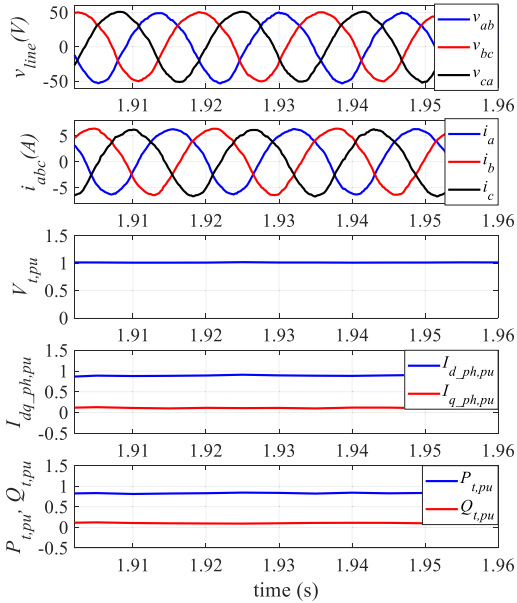 v_line(V)
50
0
-50
v_ab
v_bc
v_ca
1.91 1.92 1.93 1.94 1.95 1.96
i_abc(A)
5
0
-5
i_a
i_b
i_c
1.91 1.92 1.93 1.94 1.95 1.96
V_t,pu
1.5
1
0.5
0
1.91 1.92 1.93 1.94 1.95 1.96
I_dq_ph,pu
1.5
1
0.5
0
-0.5
I_d_ph,pu
I_q_ph,pu
1.91 1.92 1.93 1.94 1.95 1.96
P_t,pu, Q_t,pu
1.5
1
0.5
0
-0.5
P_t,pu
Q_t,pu
1.91 1.92 1.93 1.94 1.95 1.96
time (s)